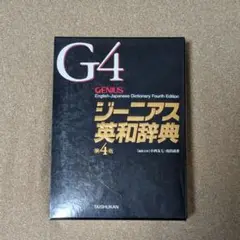 G4
GENIUS
English-Japanese Dictionary Fourth Edition
ジーニアス
英和辞典
第4版
TAISHUKAN